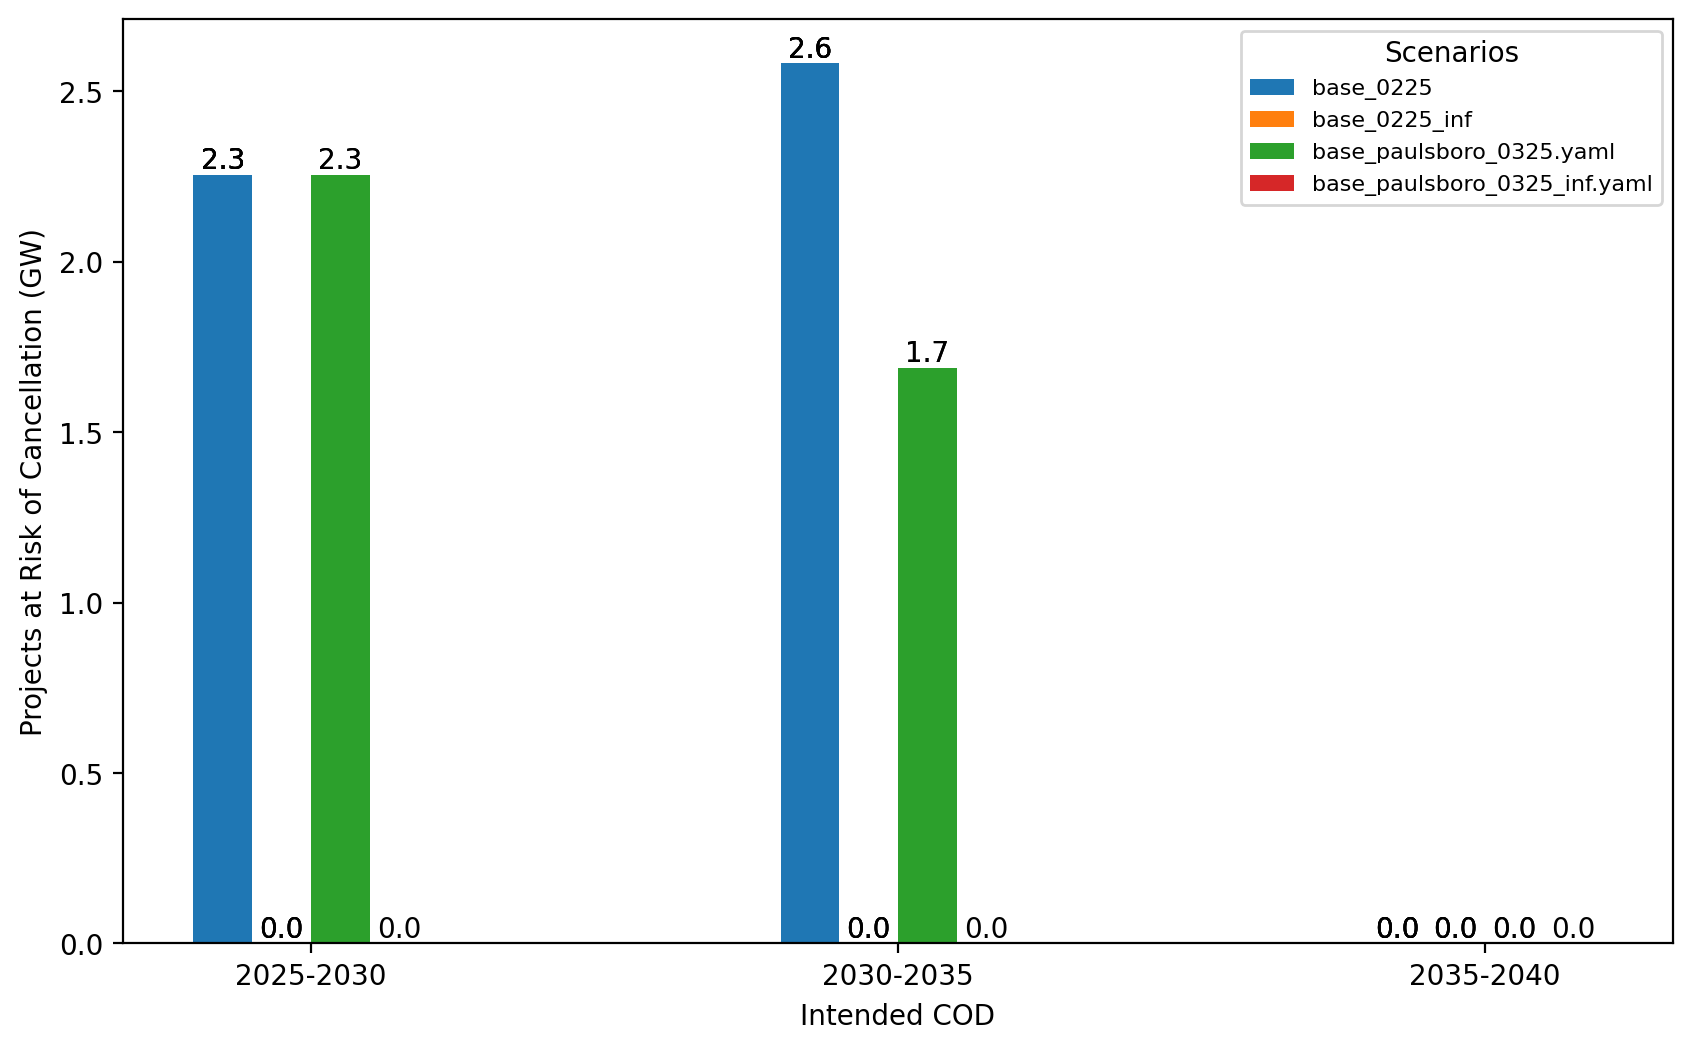 2.6
Scenarios
base_0225
base_0225_inf
base_paulsboro_0325.yaml
base_paulsboro_0325_inf.yaml
2.5
2.3 2.3
2.0
1.7
1.5
1.0
0.5
0.0
0.0 0.0 0.0 0.0 0.0 0.0 0.0 0.0
Projects at Risk of Cancellation (GW)
2025-2030 2030-2035 2035-2040
Intended COD